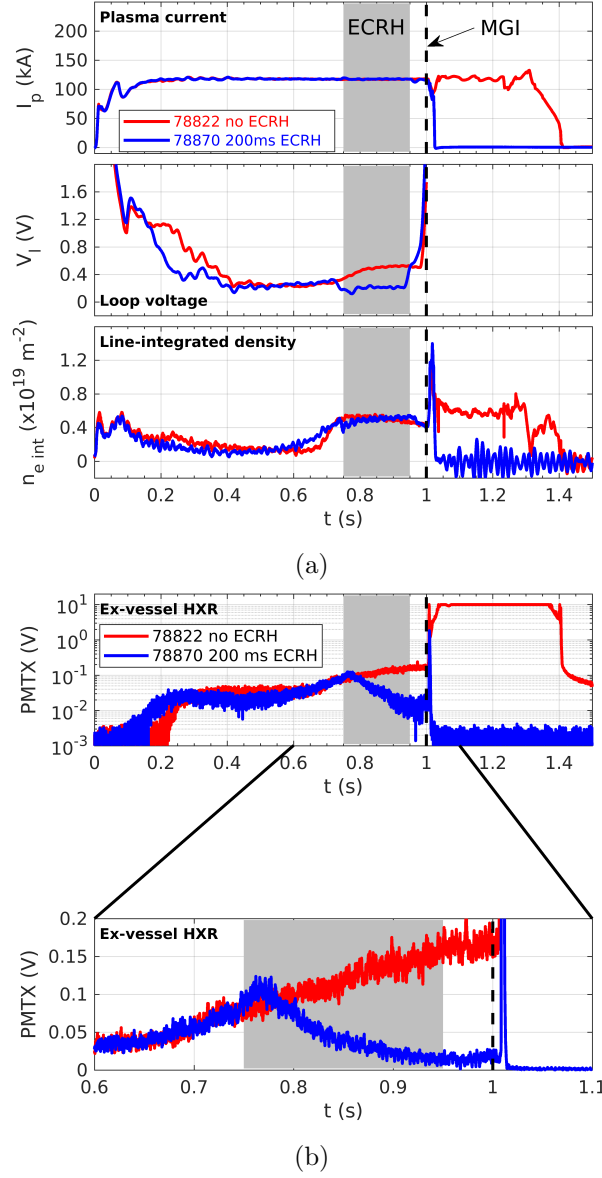 Plasma current
ECRH
MGI
I_p (kA)
200
150
100
50
0
78822 no ECRH
78870 200ms ECRH
V_l (V)
1.6
1.2
0.8
0.4
0
Loop voltage
Line-integrated density
n_{e int} (x10^{19} m^{-2})
1.2
0.8
0.4
0
0 0.2 0.4 0.6 0.8 1 1.2 1.4
t (s)
(a)
Ex-vessel HXR
78822 no ECRH
78870 200 ms ECRH
PMTX (V)
10^1
10^0
10^{-1}
10^{-2}
10^{-3}
0 0.2 0.4 0.6 0.8 1 1.2 1.4
t (s)
Ex-vessel HXR
PMTX (V)
0.2
0.15
0.1
0.05
0
0.6 0.7 0.8 0.9 1 1.1
t (s)
(b)